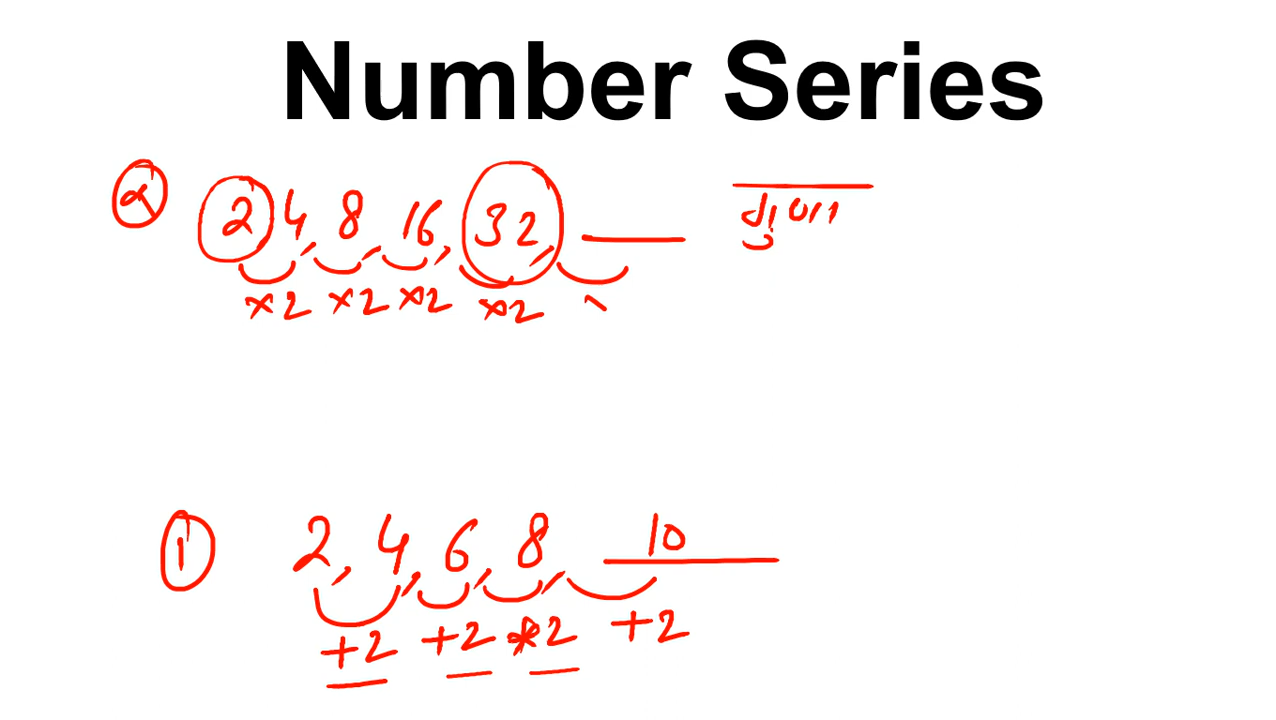 Number Series
2 4, 8, 16, 32, ____
×2 ×2 ×2 ×2
① 2, 4, 6, 8, 10
+2 +2 *2 +2